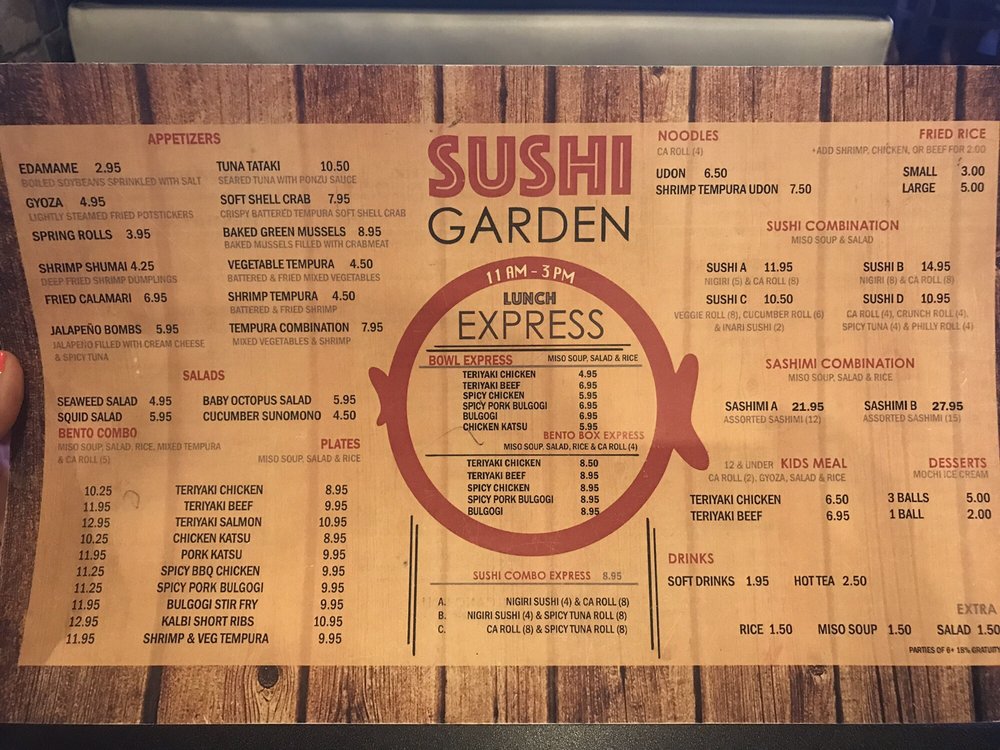 SUSHI
GARDEN
APPETIZERS
EDAMAME 2.95
BOILED SOYBEANS SPRINKLED WITH SALT
GYOZA 4.95
LIGHTLY STEAMED FRIED POTSTICKERS
SPRING ROLLS 3.95
SHRIMP SHUMAI 4.25
DEEP FRIED SHRIMP DUMPLINGS
FRIED CALAMARI 6.95
JALAPEÑO BOMBS 5.95
JALAPEÑO FILLED WITH CREAM CHEESE
& SPICY TUNA
TUNA TATAKI 10.50
SEARED TUNA WITH PONZU SAUCE
SOFT SHELL CRAB 7.95
CRISPY BATTERED TEMPURA SOFT SHELL CRAB
BAKED GREEN MUSSELS 8.95
BAKED MUSSELS FILLED WITH CRABMEAT
VEGETABLE TEMPURA 4.50
BATTERED & FRIED MIXED VEGETABLES
SHRIMP TEMPURA 4.50
BATTERED & FRIED SHRIMP
TEMPURA COMBINATION 7.95
MIXED VEGETABLES & SHRIMP
SALADS
SEAWEED SALAD 4.95
SQUID SALAD 5.95
BABY OCTOPUS SALAD 5.95
CUCUMBER SUNOMONO 4.50
BENTO COMBO
MISO SOUP, SALAD, RICE, MIXED TEMPURA
& CA ROLL (5)
PLATES
MISO SOUP, SALAD & RICE
10.25 TERIYAKI CHICKEN 8.95
11.95 TERIYAKI BEEF 9.95
12.95 TERIYAKI SALMON 10.95
10.25 CHICKEN KATSU 8.95
11.95 PORK KATSU 9.95
11.25 SPICY BBQ CHICKEN 9.95
11.25 SPICY PORK BULGOGI 9.95
11.95 BULGOGI STIR FRY 9.95
12.95 KALBI SHORT RIBS 10.95
11.95 SHRIMP & VEG TEMPURA 9.95
11 AM - 3 PM
LUNCH
EXPRESS
BOWL EXPRESS MISO SOUP, SALAD & RICE
TERIYAKI CHICKEN 4.95
TERIYAKI BEEF 6.95
SPICY CHICKEN 5.95
SPICY PORK BULGOGI 6.95
BULGOGI 6.95
CHICKEN KATSU 5.95
BENTO BOX EXPRESS
MISO SOUP, SALAD, RICE & CA ROLL (4)
TERIYAKI CHICKEN 8.50
TERIYAKI BEEF 8.95
SPICY CHICKEN 8.95
SPICY PORK BULGOGI 8.95
BULGOGI 8.95
SUSHI COMBO EXPRESS 8.95
A. NIGIRI SUSHI (4) & CA ROLL (8)
B. NIGIRI SUSHI (4) & SPICY TUNA ROLL (8)
C. CA ROLL (8) & SPICY TUNA ROLL (8)
NOODLES
CA ROLL (4)
UDON 6.50
SHRIMP TEMPURA UDON 7.50
FRIED RICE
+ADD SHRIMP, CHICKEN, OR BEEF FOR 2.00
SMALL 3.00
LARGE 5.00
SUSHI COMBINATION
MISO SOUP & SALAD
SUSHI A 11.95
NIGIRI (5) & CA ROLL (8)
SUSHI B 14.95
NIGIRI (8) & CA ROLL (8)
SUSHI C 10.50
VEGGIE ROLL (8), CUCUMBER ROLL (6)
& INARI SUSHI (2)
SUSHI D 10.95
CA ROLL (4), CRUNCH ROLL (4),
SPICY TUNA (4) & PHILLY ROLL (4)
SASHIMI COMBINATION
MISO SOUP, SALAD & RICE
SASHIMI A 21.95
ASSORTED SASHIMI (12)
SASHIMI B 27.95
ASSORTED SASHIMI (15)
12 & UNDER KIDS MEAL
CA ROLL (2), GYOZA, SALAD & RICE
TERIYAKI CHICKEN 6.50
TERIYAKI BEEF 6.95
DESSERTS
MOCHI ICE CREAM
3 BALLS 5.00
1 BALL 2.00
DRINKS
SOFT DRINKS 1.95 HOT TEA 2.50
EXTRA
RICE 1.50 MISO SOUP 1.50 SALAD 1.50
PARTIES OF 6+ 18% GRATUITY